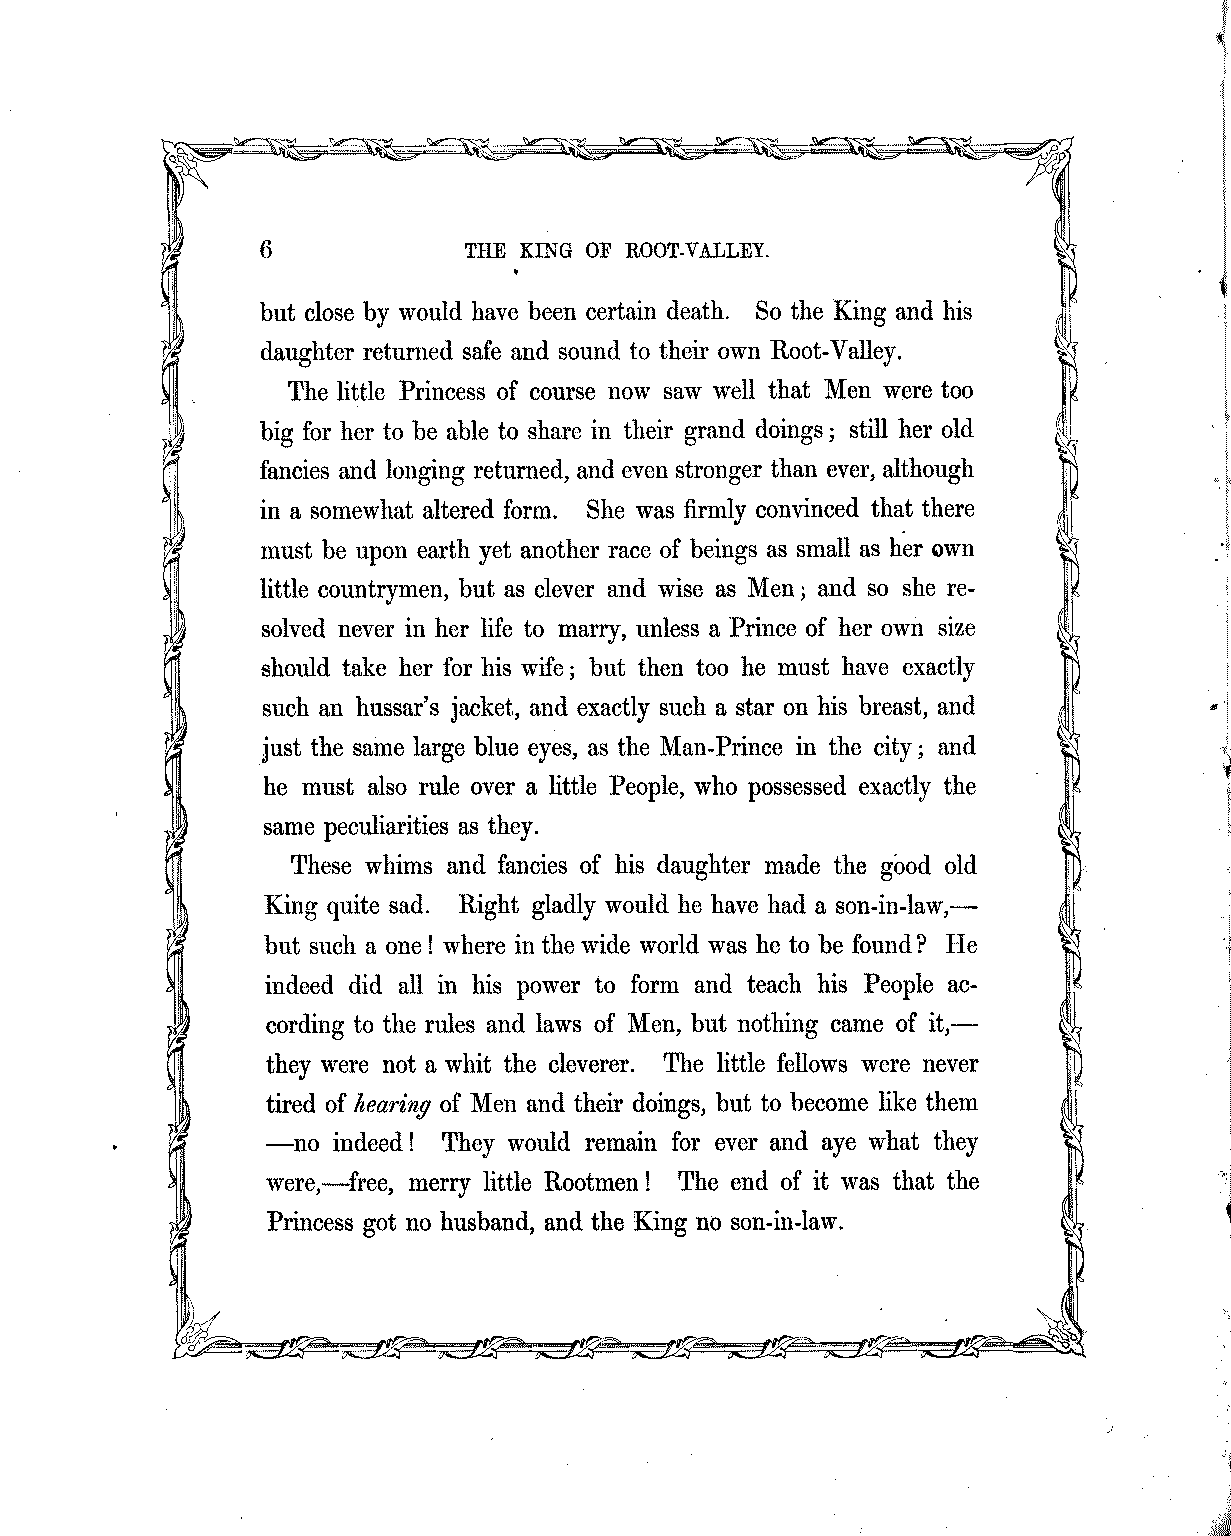 6 THE KING OF ROOT-VALLEY.
but close by would have been certain death. So the King and his
daughter returned safe and sound to their own Root-Valley.
The little Princess of course now saw well that Men were too
big for her to be able to share in their grand doings; still her old
fancies and longing returned, and even stronger than ever, although
in a somewhat altered form. She was firmly convinced that there
must be upon earth yet another race of beings as small as her own
little countrymen, but as clever and wise as Men; and so she re-
solved never in her life to marry, unless a Prince of her own size
should take her for his wife; but then too he must have exactly
such an hussar's jacket, and exactly such a star on his breast, and
just the same large blue eyes, as the Man-Prince in the city; and
he must also rule over a little People, who possessed exactly the
same peculiarities as they.
These whims and fancies of his daughter made the good old
King quite sad. Right gladly would he have had a son-in-law,—
but such a one! where in the wide world was he to be found? He
indeed did all in his power to form and teach his People ac-
cording to the rules and laws of Men, but nothing came of it,—
they were not a whit the cleverer. The little fellows were never
tired of hearing of Men and their doings, but to become like them
—no indeed! They would remain for ever and aye what they
were,—free, merry little Rootmen! The end of it was that the
Princess got no husband, and the King no son-in-law.